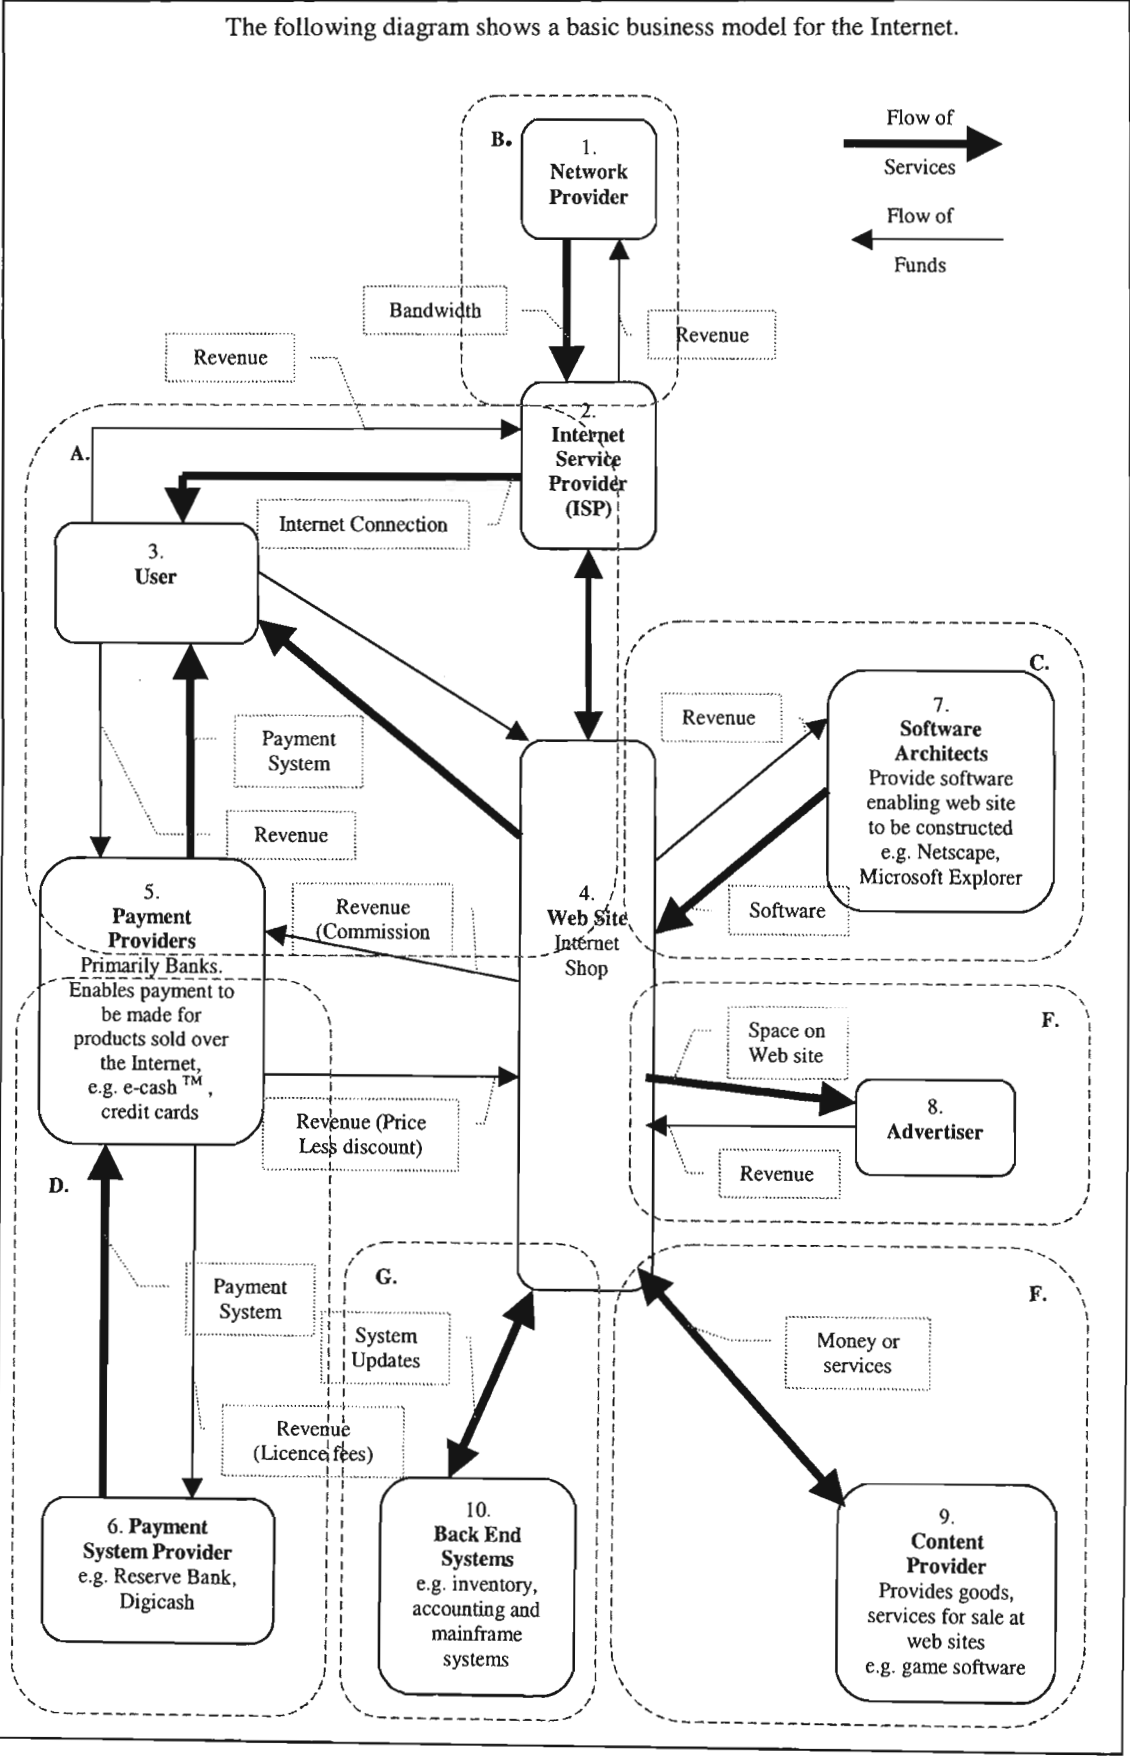 The following diagram shows a basic business model for the Internet.
B.
1.
Network
Provider
Flow of
Services
Flow of
Funds
Bandwidth
Revenue
Revenue
A.
2.
Internet
Service
Provider
(ISP)
Internet Connection
3.
User
C.
7.
Software
Architects
Provide software
enabling web site
to be constructed
e.g. Netscape,
Microsoft Explorer
Revenue
Software
Payment
System
Revenue
5.
Payment
Providers
Primarily Banks.
Enables payment to
be made for
products sold over
the Internet,
e.g. e-cash ™ ,
credit cards
Revenue
(Commission
4.
Web Site
Internet
Shop
Revenue (Price
Less discount)
F.
Space on
Web site
8.
Advertiser
Revenue
D.
Payment
System
G.
System
Updates
F.
Money or
services
Revenue
(Licence fees)
6. Payment
System Provider
e.g. Reserve Bank,
Digicash
10.
Back End
Systems
e.g. inventory,
accounting and
mainframe
systems
9.
Content
Provider
Provides goods,
services for sale at
web sites
e.g. game software